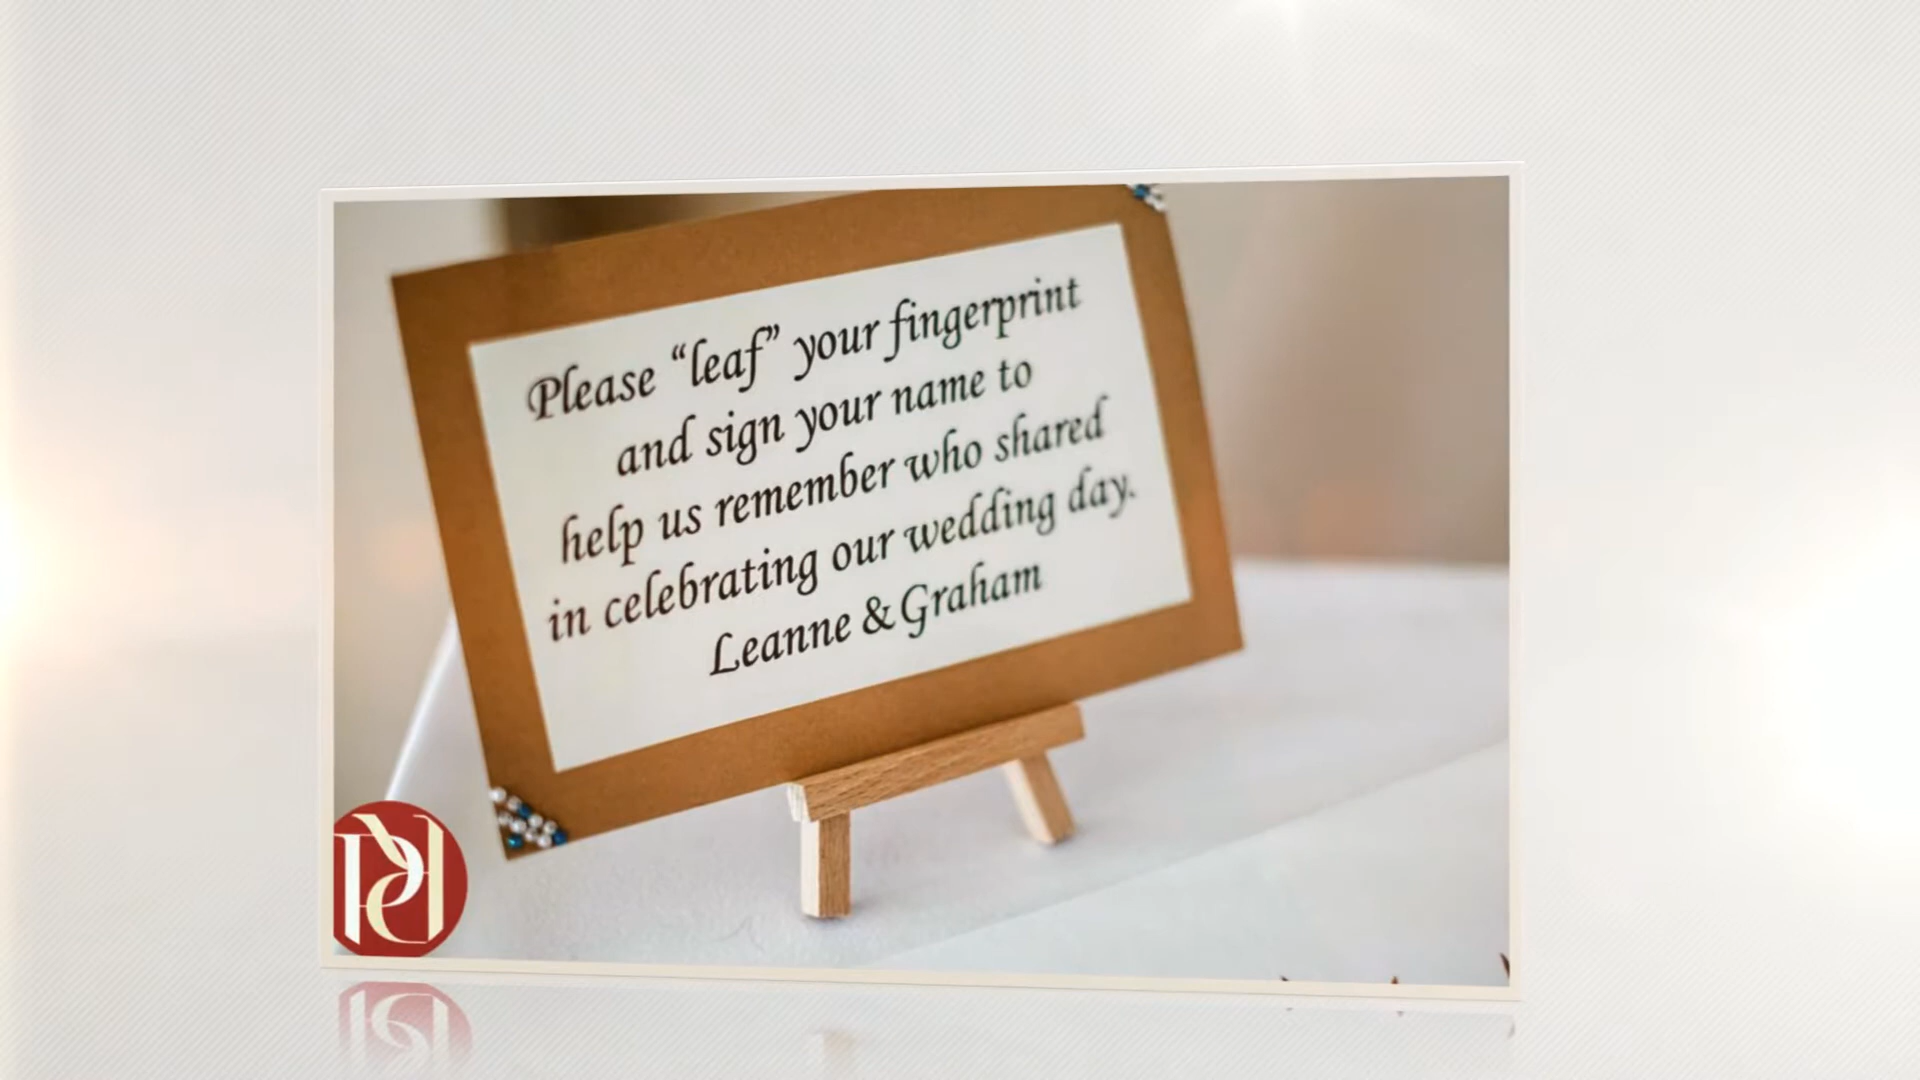 Please “leaf” your fingerprint
and sign your name to
help us remember who shared
in celebrating our wedding day.
Leanne & Graham